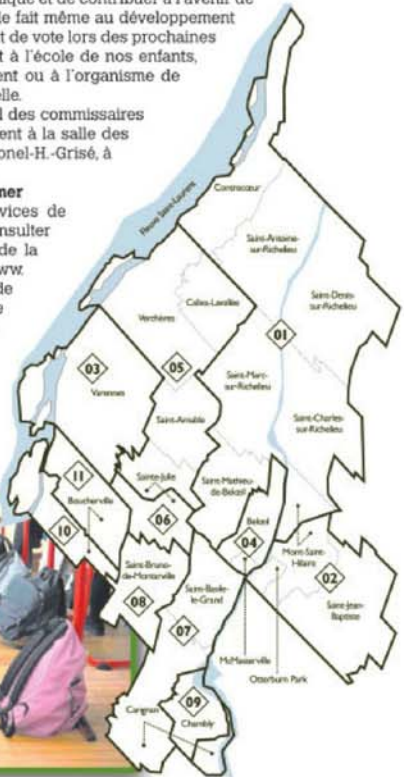 nique et de contribuer à l'avenir de
le fait même au développement
t de vote lors des prochaines
t à l'école de nos enfants,
ent ou à l'organisme de
elle.
l des commissaires
ent à la salle des
onel-H.-Grisé, à
mer
vices de
nsulter
de la
ww.
de
e
Fleuve Saint-Laurent
Contrecœur
Saint-Antoine-
sur-Richelieu
Saint-Denis-
sur-Richelieu
Calixa-Lavallée
Verchères
01
03
Varennes
05
Saint-Marc-
sur-Richelieu
Saint-Amable
Saint-Charles-
sur-Richelieu
11
Boucherville
Sainte-Julie
Saint-Mathieu-
de-Beloeil
10
06
Beloeil
04
Mont-Saint-
Hilaire
02
Saint-Bruno-
de-Montarville
08
Saint-Basile-
le-Grand
07
Saint-Jean-
Baptiste
McMasterville
Otterburn Park
09
Carignan
Chambly